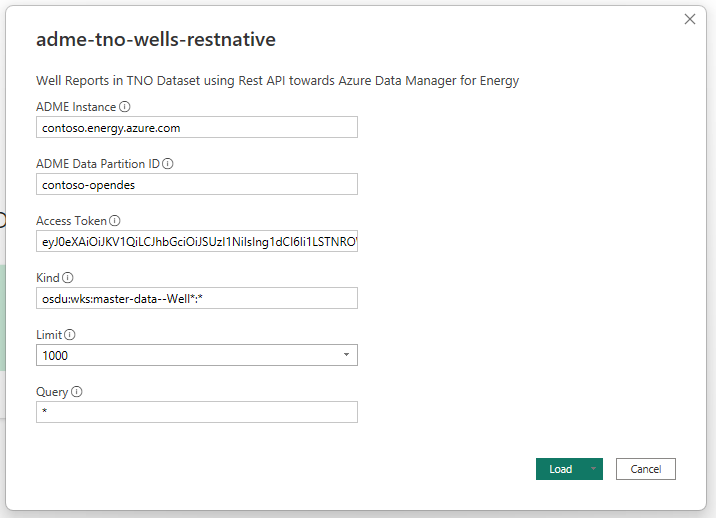 adme-tno-wells-restnative
Well Reports in TNO Dataset using Rest API towards Azure Data Manager for Energy
ADME Instance
contoso.energy.azure.com
ADME Data Partition ID
contoso-opendes
Access Token
Kind
osdu:wks:master-data--Well*:*
Limit
1000
Query
*
Load
Cancel